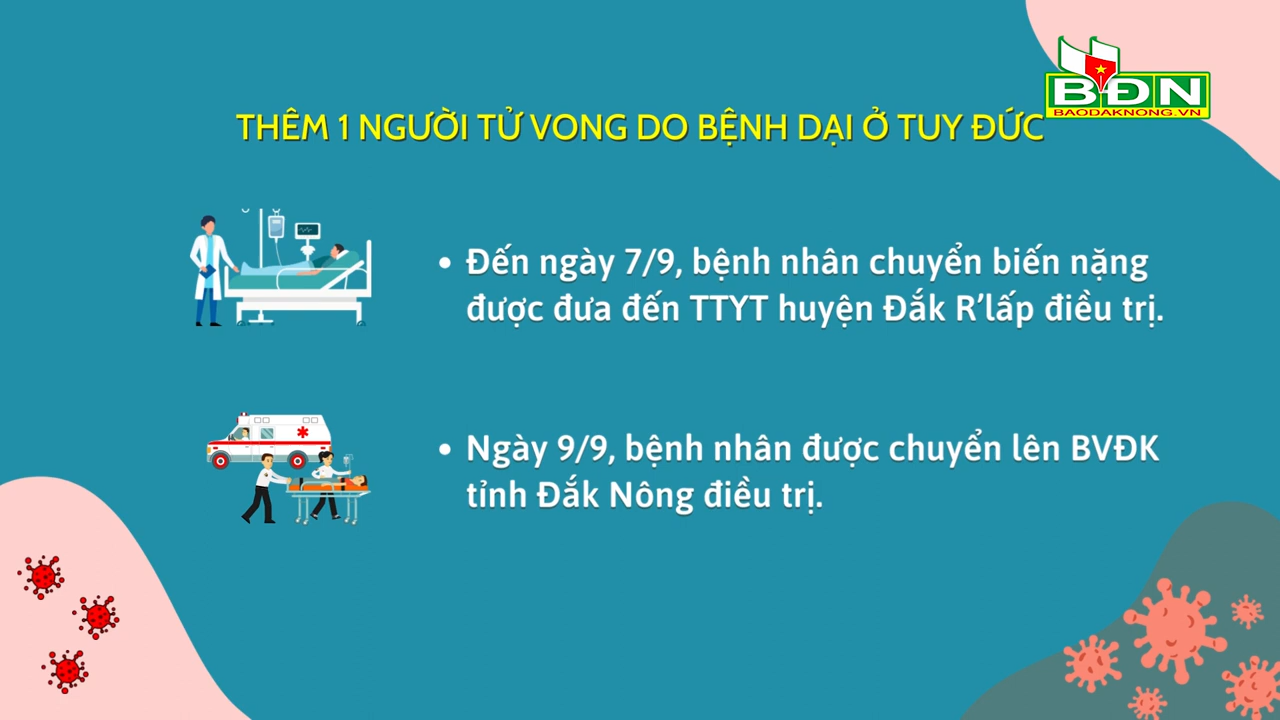 BĐN
BAODAKNONG.VN
THÊM 1 NGƯỜI TỬ VONG DO BỆNH DẠI Ở TUY ĐỨC
• Đến ngày 7/9, bệnh nhân chuyển biến nặng
được đưa đến TTYT huyện Đắk R’lấp điều trị.
• Ngày 9/9, bệnh nhân được chuyển lên BVĐK
tỉnh Đắk Nông điều trị.